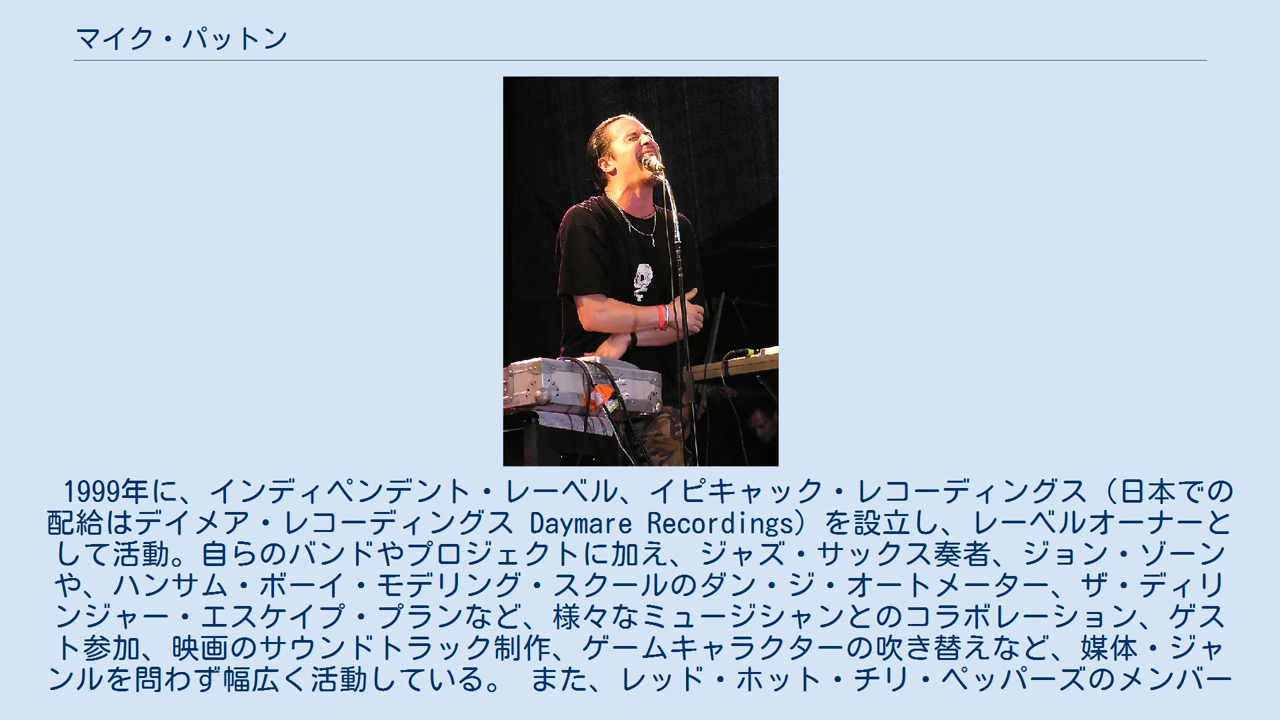 マイク・パットン
1999年に、インディペンデント・レーベル、イピキャック・レコーディングス（日本での
配給はデイメア・レコーディングス Daymare Recordings）を設立し、レーベルオーナーと
して活動。自らのバンドやプロジェクトに加え、ジャズ・サックス奏者、ジョン・ゾーン
や、ハンサム・ボーイ・モデリング・スクールのダン・ジ・オートメーター、ザ・ディリ
ンジャー・エスケイプ・プランなど、様々なミュージシャンとのコラボレーション、ゲス
ト参加、映画のサウンドトラック制作、ゲームキャラクターの吹き替えなど、媒体・ジャ
ンルを問わず幅広く活動している。 また、レッド・ホット・チリ・ペッパーズのメンバー